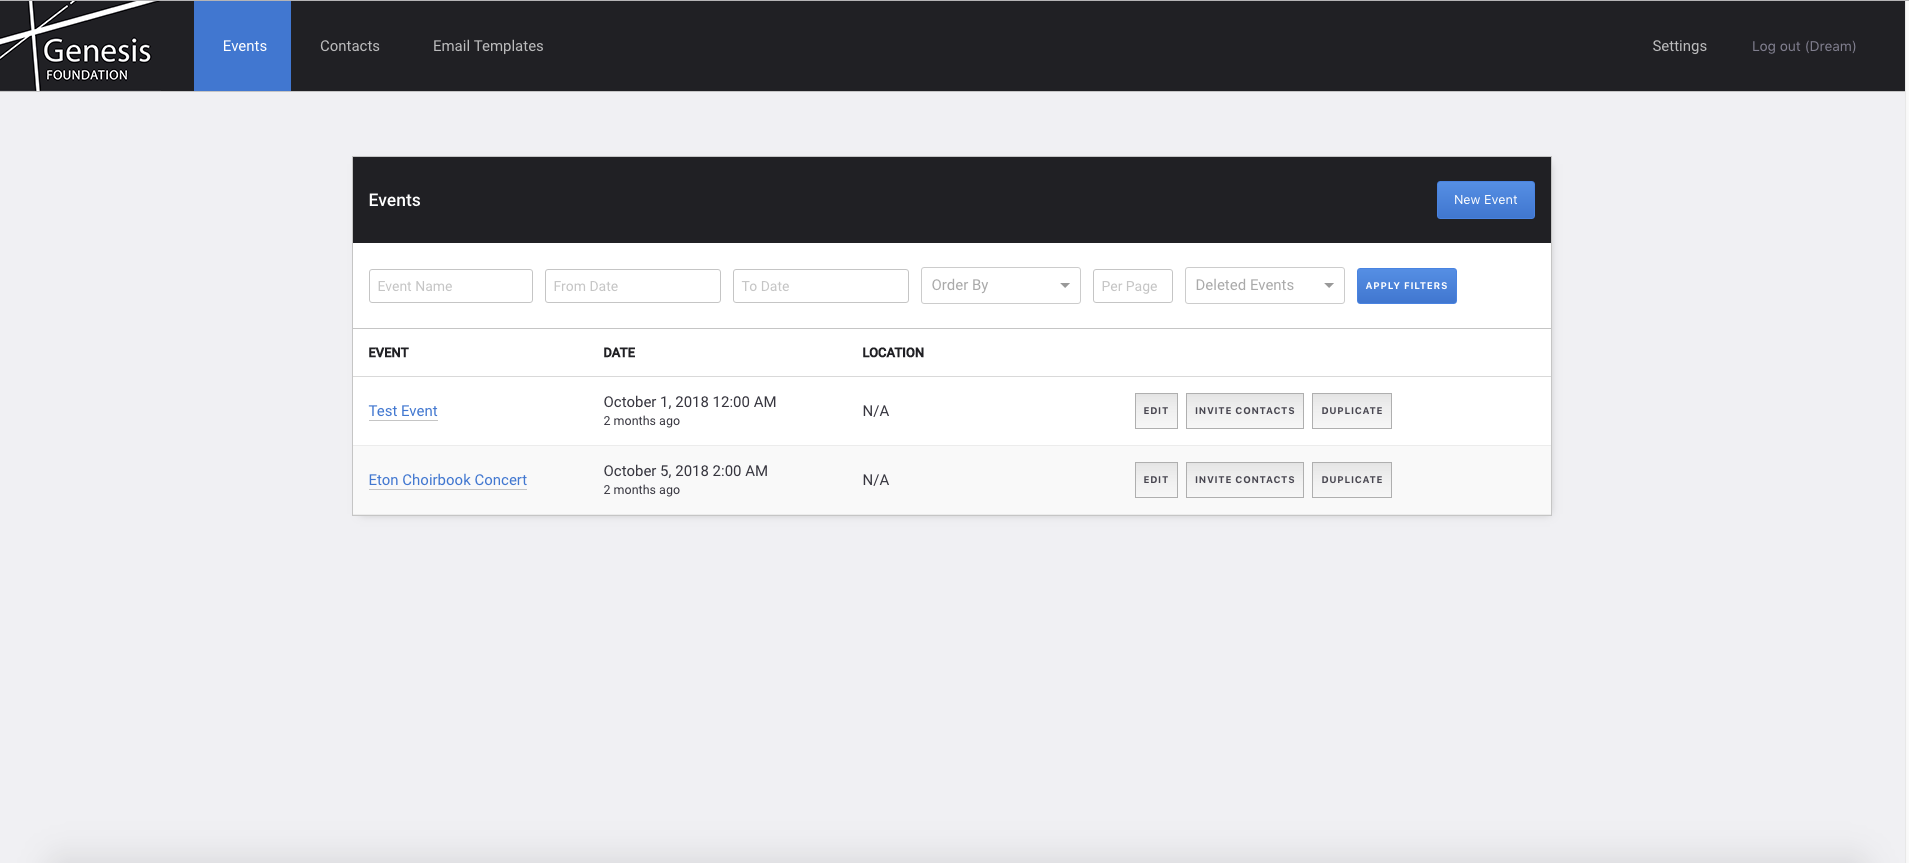 Genesis
FOUNDATION
Events
Contacts
Email Templates
Settings
Log out (Dream)
Events
New Event
Event Name
From Date
To Date
Order By
Per Page
Deleted Events
APPLY FILTERS
EVENT
DATE
LOCATION
Test Event
October 1, 2018 12:00 AM
2 months ago
N/A
EDIT
INVITE CONTACTS
DUPLICATE
Eton Choirbook Concert
October 5, 2018 2:00 AM
2 months ago
N/A
EDIT
INVITE CONTACTS
DUPLICATE